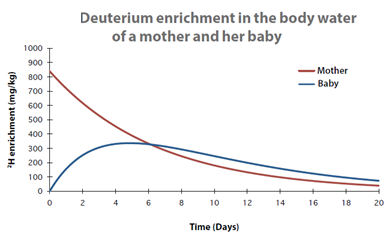 Deuterium enrichment in the body water
of a mother and her baby
²H enrichment (mg/kg)
1000
900
800
700
600
500
400
300
200
100
0
0 2 4 6 8 10 12 14 16 18 20
Time (Days)
Mother
Baby